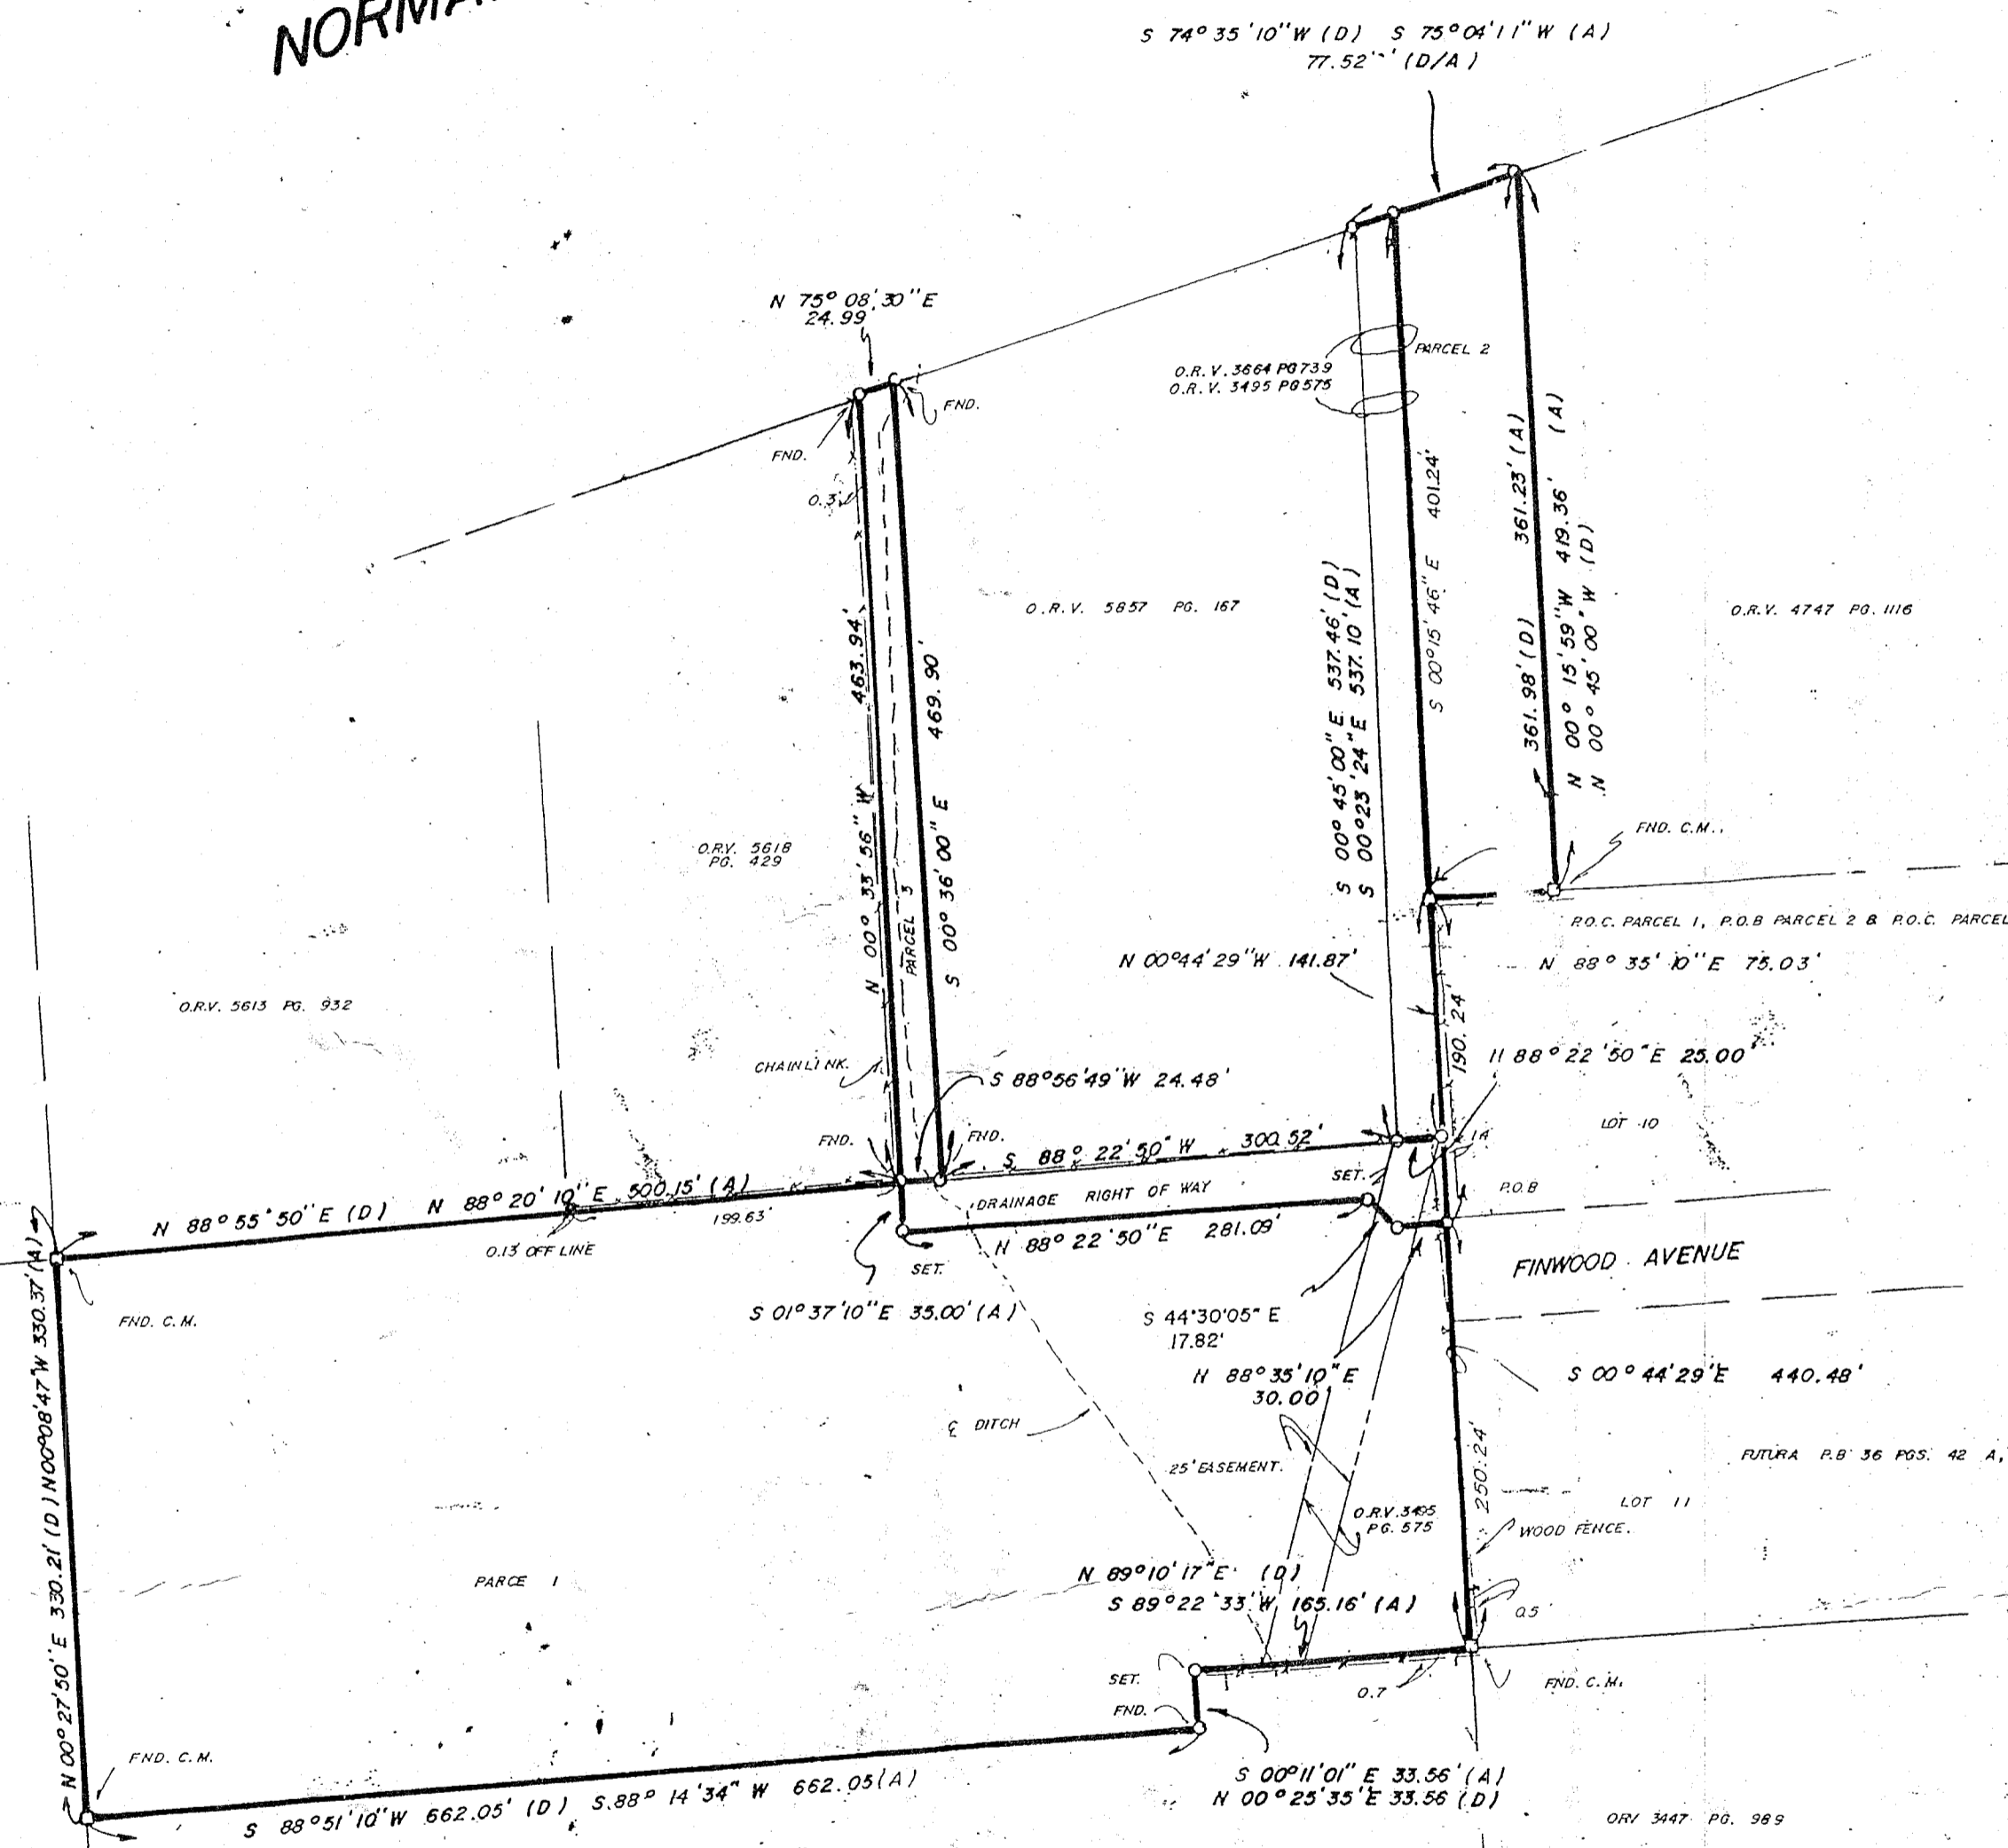 S 74° 35' 10" W (D) S 75° 04' 11" W (A)
77.52' (D/A)
N 75° 08' 30" E
24.99
FND.
FND.
0.3'
O.R.V. 3664 PG 739
O.R.V. 3495 PG 575
PARCEL 2
401.24'
S 00° 15' 46" E
361.23' (A)
361.98' (D)
N 00° 15' 59" W 419.36' (A)
N 00° 45' 00" W (D)
O.R.V. 5857 PG. 167
O.R.V. 4747 PG. 1116
463.94'
N 00° 33' 56" W
469.90'
S 00° 36' 00" E
PARCEL 3
S 00° 45' 00" E 537.46' (D)
S 00° 23' 24" E 537.10' (A)
O.R.V. 5618
PG. 429
FND. C.M.
P.O.C. PARCEL 1, P.O.B PARCEL 2 & P.O.C. PARCEL
N 88° 35' 10" E 75.03'
N 00° 44' 29" W 141.87'
190.24'
O.R.V. 5613 PG. 932
CHAINLINK.
S 88° 56' 49" W 24.48'
N 88° 22' 50" E 25.00'
LOT 10
FND.
FND.
S 88° 22' 50" W 300.52'
SET.
P.O.B
DRAINAGE RIGHT OF WAY
N 88° 55' 50" E (D) N 88° 20' 10" E 500.15' (A)
199.63'
0.13' OFF LINE
N 88° 22' 50" E 281.09'
SET.
FINWOOD AVENUE
FND. C.M.
S 01° 37' 10" E 35.00' (A)
S 44° 30' 05" E
17.82'
N 88° 35' 10" E
30.00'
S 00° 44' 29" E 440.48'
℄ DITCH
25' EASEMENT.
250.24'
FUTURA P.B 36 PGS. 42 A,
LOT 11
WOOD FENCE.
O.R.V. 3495
PG. 575
N 00° 27' 50" E 330.21' (D) N 00° 08' 47" W 330.37' (A)
PARCE 1
N 89° 10' 17" E (D)
S 89° 22' 33" W 165.16' (A)
0.5'
SET.
FND.
0.7
FND. C.M.
FND. C.M.
S 88° 51' 10" W 662.05' (D) S. 88° 14' 34" W 662.05 (A)
S 00° 11' 01" E 33.56' (A)
N 00° 25' 35' E 33.56 (D)
ORV 3447 PG. 989